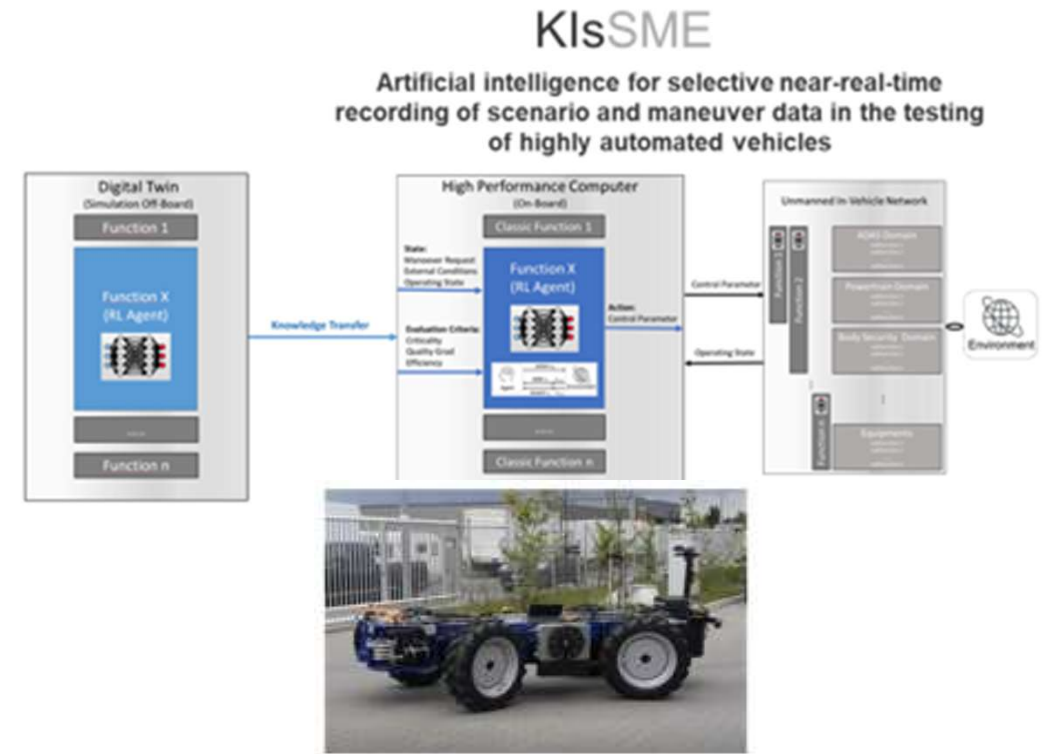 KIsSME
Artificial intelligence for selective near-real-time
recording of scenario and maneuver data in the testing
of highly automated vehicles
Digital Twin
(Simulation Off-Board)
Function 1
Function X
(RL Agent)
Function n
Knowledge Transfer
High Performance Computer
(On-Board)
Classic Function 1
State:
Manoever Request
External Conditions
Operating State
Evaluation Criteria:
Criticality
Quality Grad
Efficiency
Function X
(RL Agent)
Action:
Control Parameter
Classic Function n
Control Parameter
Operating State
Unmanned In-Vehicle Network
Function 1
Function 2
Function n
ADAS Domain
Powertrain Domain
Body Security Domain
Equipments
Environment